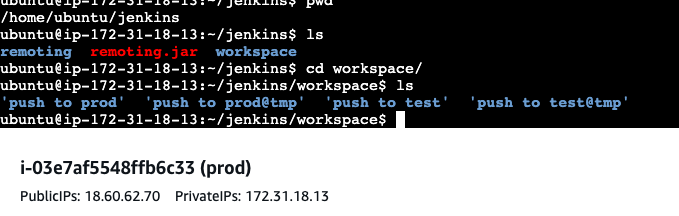 ubuntu@ip-172-31-18-13:~/jenkins$ pwd
/home/ubuntu/jenkins
ubuntu@ip-172-31-18-13:~/jenkins$ ls
remoting  remoting.jar  workspace
ubuntu@ip-172-31-18-13:~/jenkins$ cd workspace/
ubuntu@ip-172-31-18-13:~/jenkins/workspace$ ls
'push to prod'  'push to prod@tmp'  'push to test'  'push to test@tmp'
ubuntu@ip-172-31-18-13:~/jenkins/workspace$
i-03e7af5548ffb6c33 (prod)
PublicIPs: 18.60.62.70  PrivateIPs: 172.31.18.13